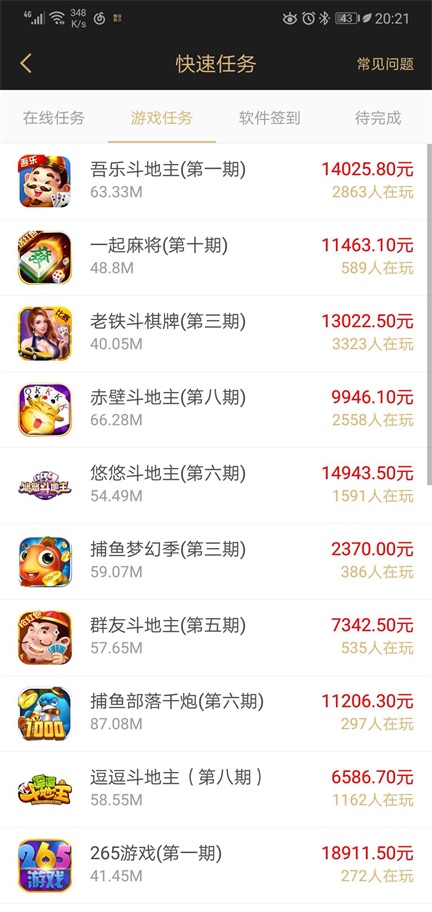 4G 348 K/s 43 20:21
快速任务 常见问题
在线任务 游戏任务 软件签到 待完成
吾乐
吾乐斗地主(第一期) 14025.80元
63.33M 2863人在玩
一起麻将(第十期) 11463.10元
48.8M 589人在玩
比赛
老铁斗棋牌(第三期) 13022.50元
40.05M 3323人在玩
QKKKK
赤壁斗地主(第八期) 9946.10元
66.28M 2558人在玩
悠悠斗地主(第六期) 14943.50元
54.49M 1591人在玩
捕鱼梦幻季(第三期) 2370.00元
59.07M 386人在玩
抢红包
群友斗地主(第五期) 7342.50元
57.65M 535人在玩
1000
捕鱼部落千炮(第六期) 11206.30元
87.08M 297人在玩
逗逗
斗地主
逗逗斗地主（第八期） 6586.70元
58.55M 1162人在玩
265
游戏
265游戏(第一期) 18911.50元
41.45M 272人在玩